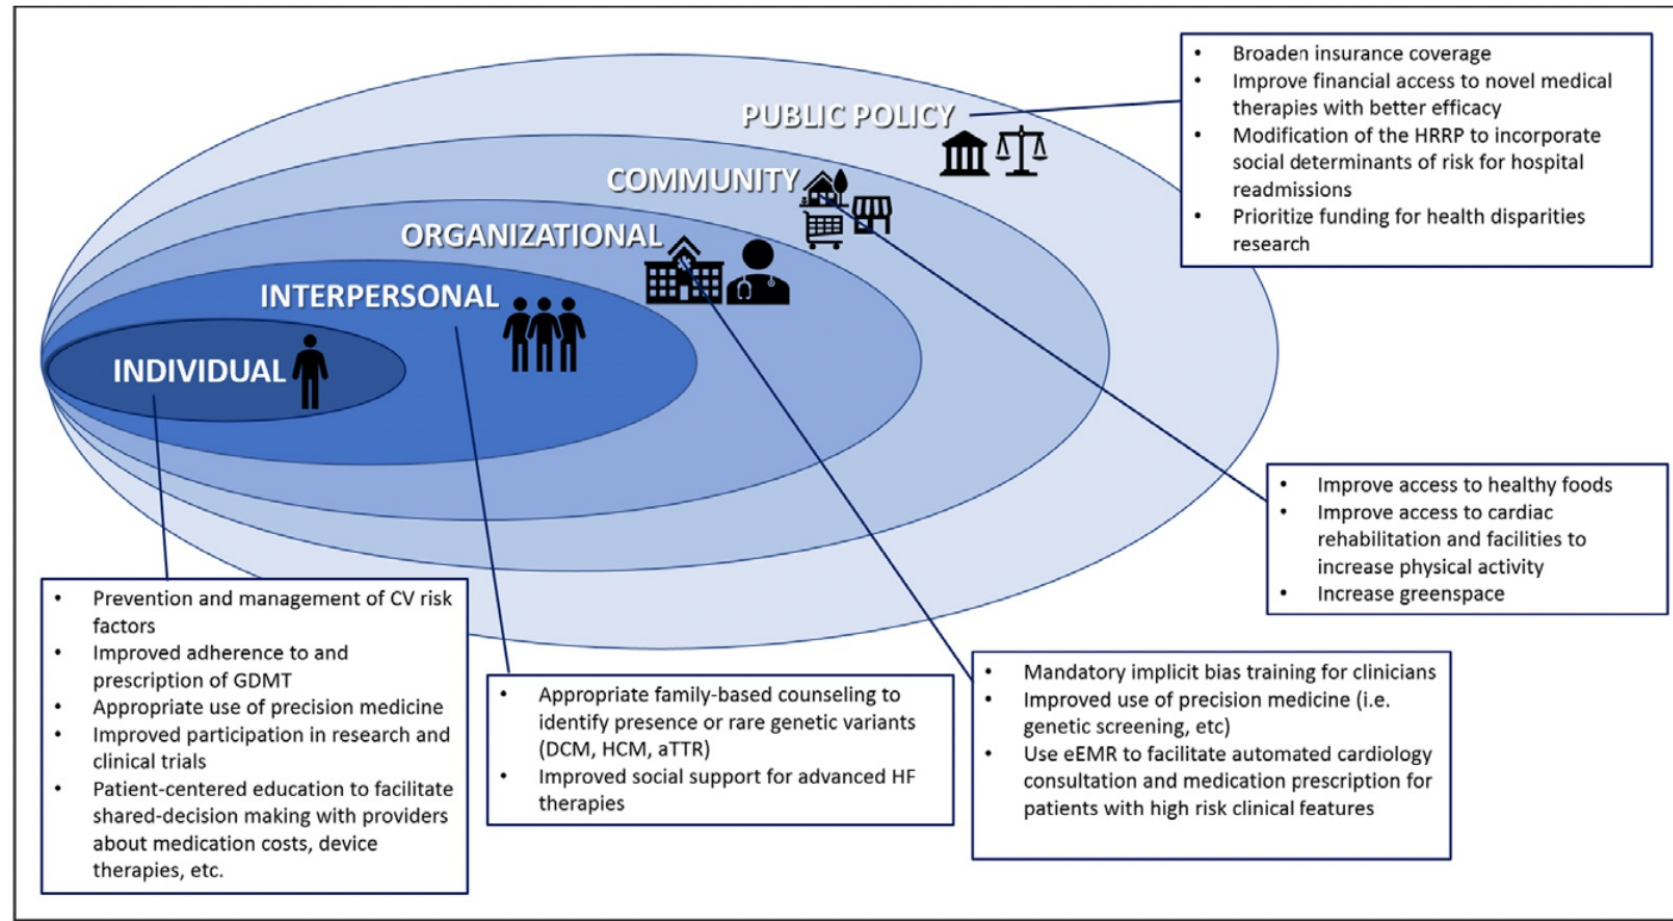 PUBLIC POLICY
COMMUNITY
ORGANIZATIONAL
INTERPERSONAL
INDIVIDUAL
• Broaden insurance coverage
• Improve financial access to novel medical
therapies with better efficacy
• Modification of the HRRP to incorporate
social determinants of risk for hospital
readmissions
• Prioritize funding for health disparities
research
• Improve access to healthy foods
• Improve access to cardiac
rehabilitation and facilities to
increase physical activity
• Increase greenspace
• Prevention and management of CV risk
factors
• Improved adherence to and
prescription of GDMT
• Appropriate use of precision medicine
• Improved participation in research and
clinical trials
• Patient-centered education to facilitate
shared-decision making with providers
about medication costs, device
therapies, etc.
• Appropriate family-based counseling to
identify presence or rare genetic variants
(DCM, HCM, aTTR)
• Improved social support for advanced HF
therapies
• Mandatory implicit bias training for clinicians
• Improved use of precision medicine (i.e.
genetic screening, etc)
• Use eEMR to facilitate automated cardiology
consultation and medication prescription for
patients with high risk clinical features